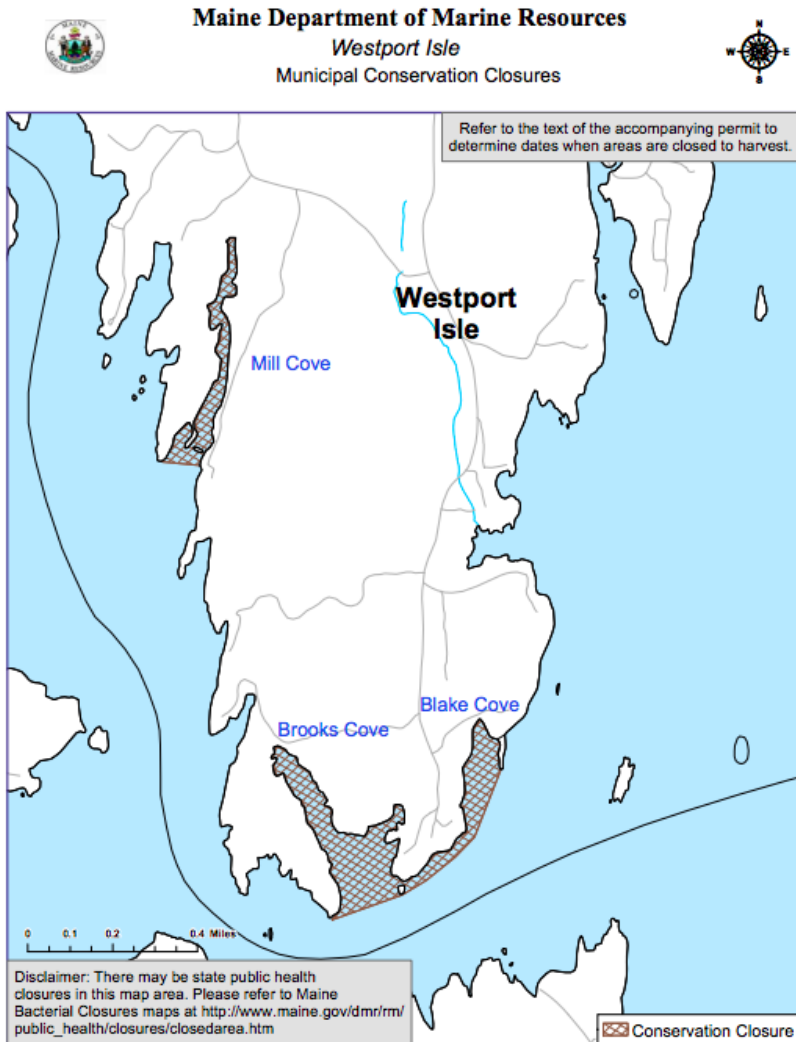 Maine Department of Marine Resources
Westport Isle
Municipal Conservation Closures
N
W E
S
Refer to the text of the accompanying permit to
determine dates when areas are closed to harvest.
Westport
Isle
Mill Cove
Blake Cove
Brooks Cove
0 0.1 0.2 0.4 Miles
Disclaimer: There may be state public health
closures in this map area. Please refer to Maine
Bacterial Closures maps at http://www.maine.gov/dmr/rm/
public_health/closures/closedarea.htm
Conservation Closure